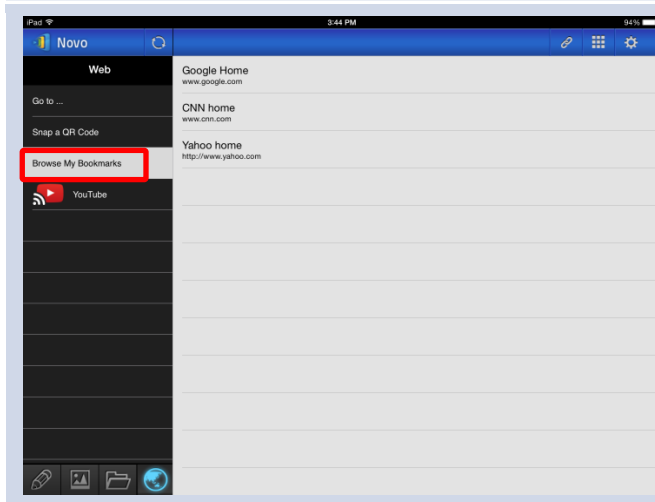 iPad 3:44 PM 94%
Novo
Web
Go to ...
Snap a QR Code
Browse My Bookmarks
YouTube
Google Home
www.google.com
CNN home
www.cnn.com
Yahoo home
http://www.yahoo.com